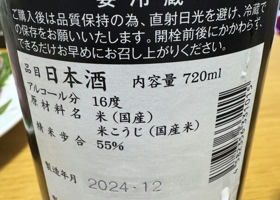 要冷蔵
ご購入後は品質保持の為、直射日光を避け、冷蔵で
の保存をお願いいたします。開栓前後にかかわらず、
できるだけお早めにお召し上がりください。
品目 日本酒 内容量 720ml
アルコール分 16度
原材料名 米(国産)
米こうじ(国産米)
精米歩合 55%
製造年月 2024.12